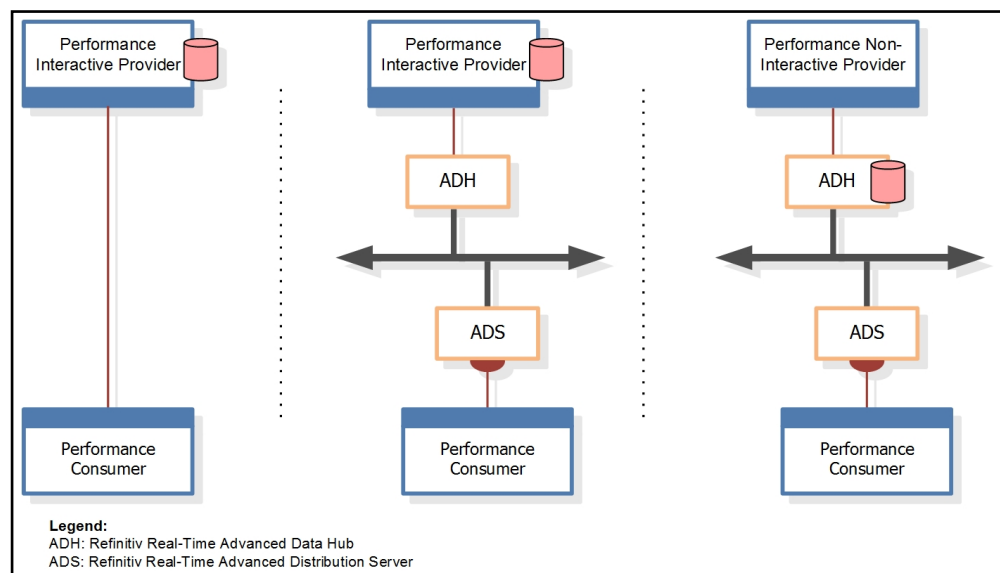 Performance
Interactive Provider
Performance
Interactive Provider
Performance Non-
Interactive Provider
ADH
ADH
ADS
ADS
Performance
Consumer
Performance
Consumer
Performance
Consumer
Legend:
ADH: Refinitiv Real-Time Advanced Data Hub
ADS: Refinitiv Real-Time Advanced Distribution Server